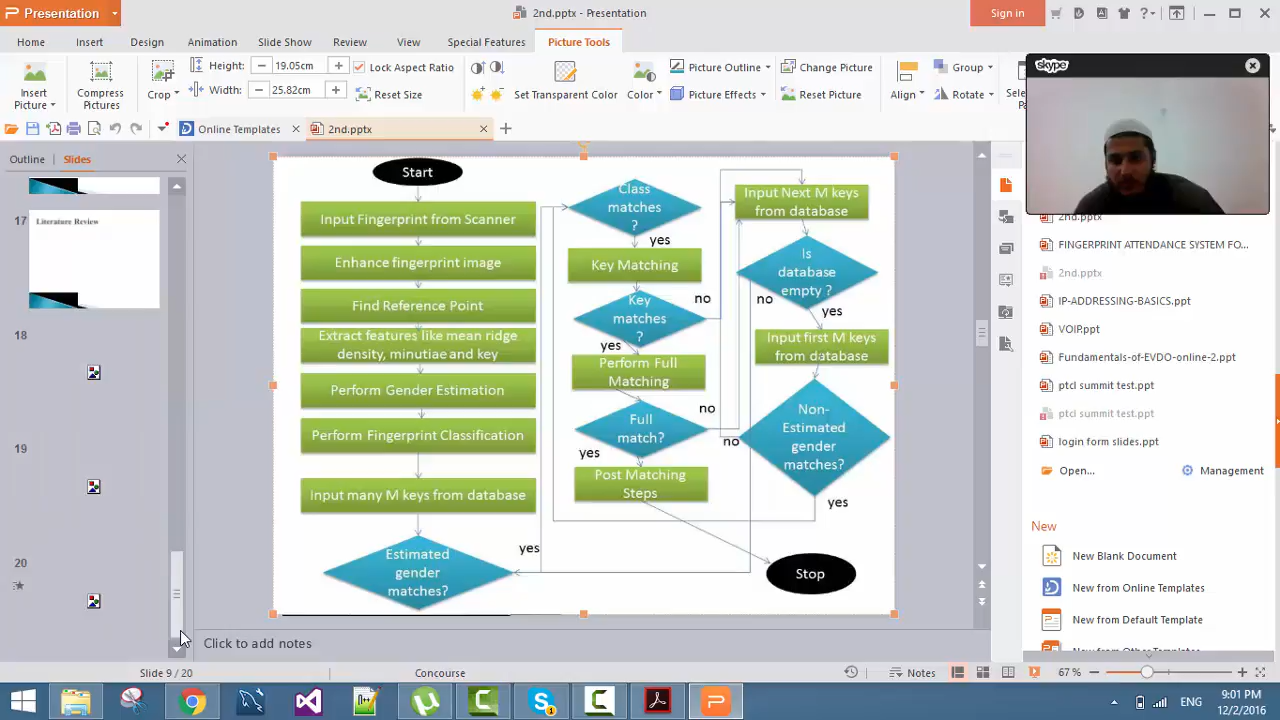 Presentation
2nd.pptx - Presentation
Sign in
Home
Insert
Design
Animation
Slide Show
Review
View
Special Features
Picture Tools
Insert
Picture
Compress
Pictures
Crop
Height:
19.05cm
Width:
25.82cm
Lock Aspect Ratio
Reset Size
Set Transparent Color
Color
Picture Outline
Picture Effects
Change Picture
Reset Picture
Align
Group
Rotate
Online Templates
2nd.pptx
skype
Outline
Slides
17
Literature Review
18
19
20
Start
Input Fingerprint from Scanner
Enhance fingerprint image
Find Reference Point
Extract features like mean ridge
density, minutiae and key
Perform Gender Estimation
Perform Fingerprint Classification
Input many M keys from database
Estimated
gender
matches?
yes
Class
matches
?
yes
Key Matching
Key
matches
?
no
yes
Perform Full
Matching
Full
match?
no
yes
Post Matching
Steps
Input Next M keys
from database
Is
database
empty ?
no
yes
Input first M keys
from database
Non-
Estimated
gender
matches?
no
yes
Stop
2nd.pptx
FINGERPRINT ATTENDANCE SYSTEM FO...
2nd.pptx
IP-ADDRESSING-BASICS.ppt
VOIP.ppt
Fundamentals-of-EVDO-online-2.ppt
ptcl summit test.ppt
ptcl summit test.ppt
login form slides.ppt
Open...
Management
New
New Blank Document
New from Online Templates
New from Default Template
Click to add notes
Slide 9 / 20
Concourse
Notes
67 %
ENG
9:01 PM
12/2/2016